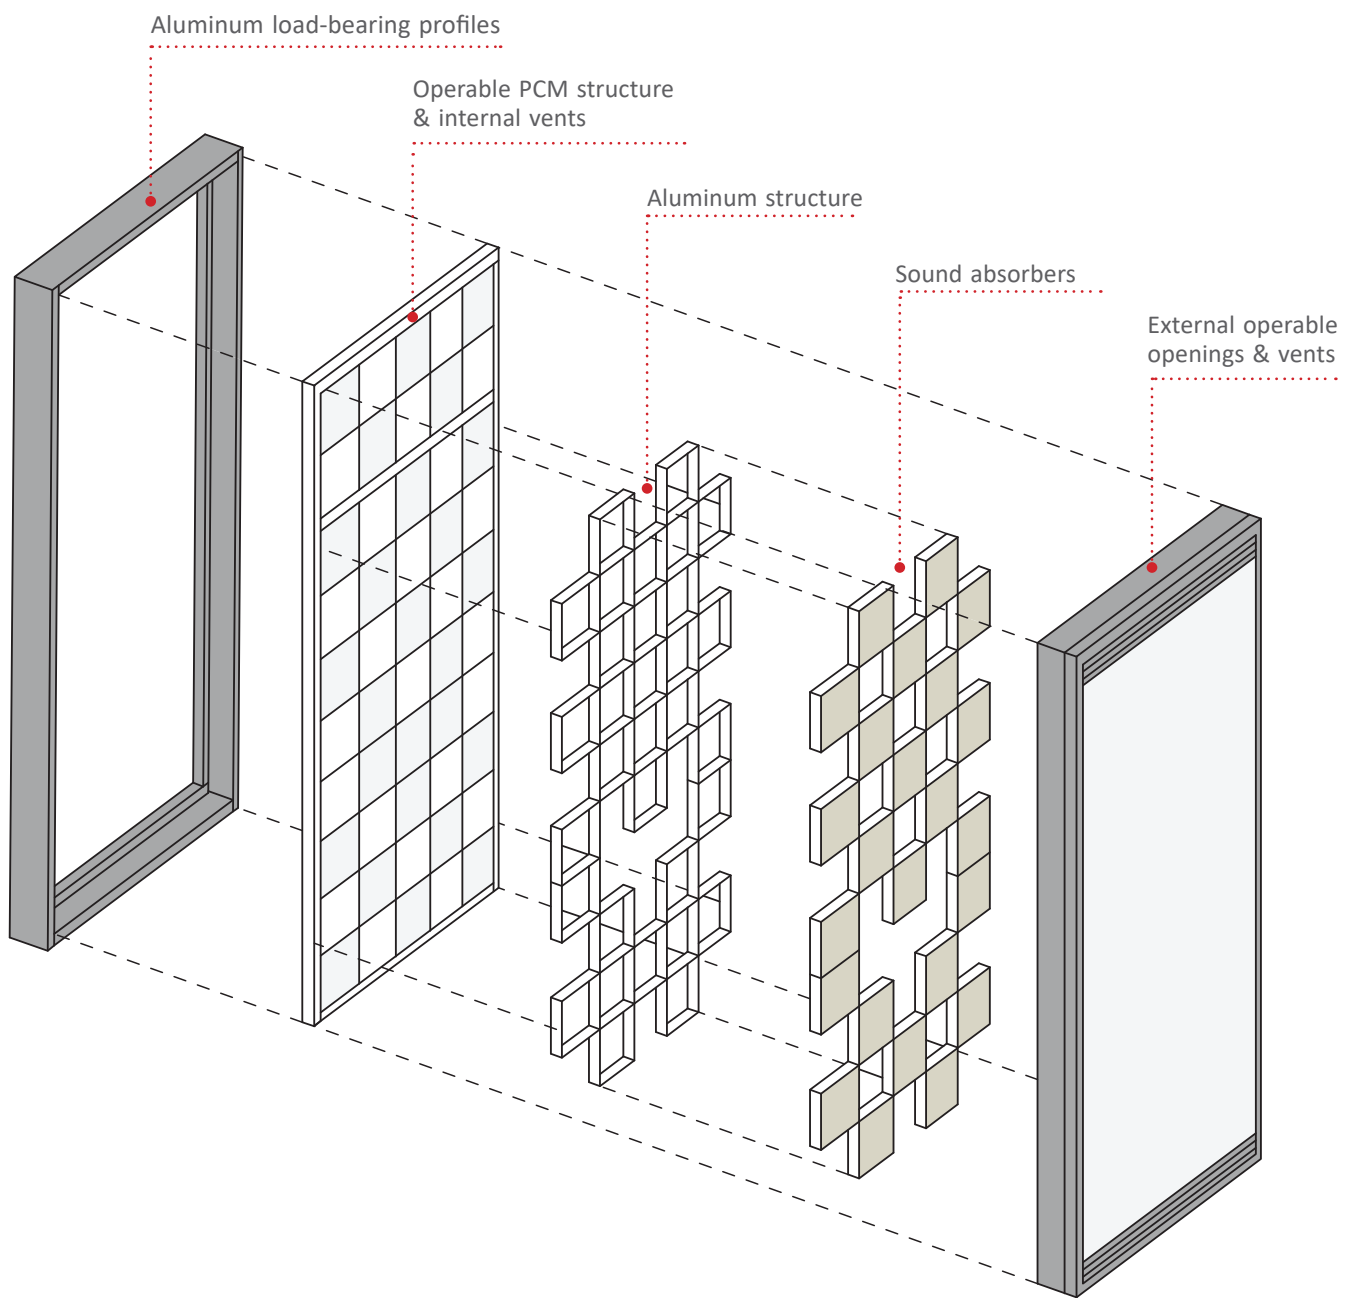 Aluminum load-bearing profiles
Operable PCM structure
& internal vents
Aluminum structure
Sound absorbers
External operable
openings & vents